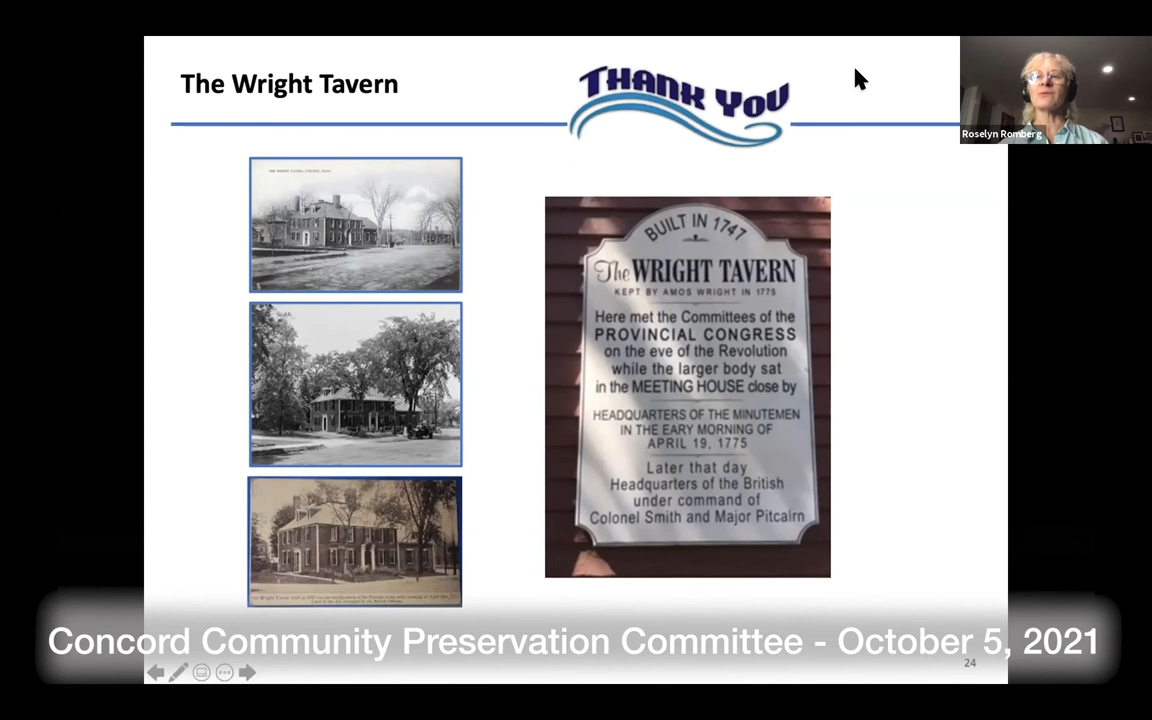 The Wright Tavern
THANK YOU
Roselyn Romberg
BUILT IN 1747
The WRIGHT TAVERN
KEPT BY AMOS WRIGHT IN 1775
Here met the Committees of the
PROVINCIAL CONGRESS
on the eve of the Revolution
while the larger body sat
in the MEETING HOUSE close by
HEADQUARTERS OF THE MINUTEMEN
IN THE EARY MORNING OF
APRIL 19, 1775
Later that day
Headquarters of the British
under command of
Colonel Smith and Major Pitcairn
Concord Community Preservation Committee - October 5, 2021
24